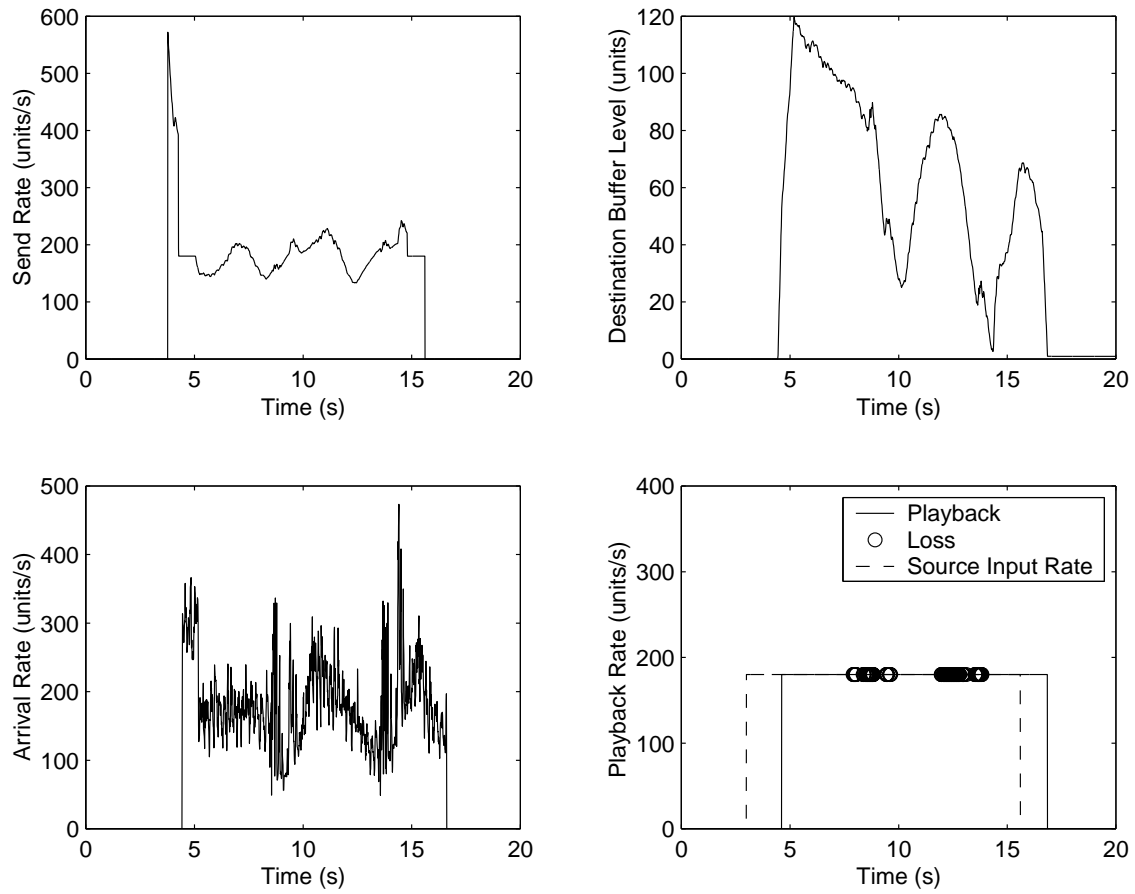 600
500
400
300
200
100
0
Send Rate (units/s)
0 5 10 15 20
Time (s)
120
100
80
60
40
20
0
Destination Buffer Level (units)
0 5 10 15 20
Time (s)
500
400
300
200
100
0
Arrival Rate (units/s)
0 5 10 15 20
Time (s)
400
300
200
100
0
Playback Rate (units/s)
Playback
Loss
Source Input Rate
0 5 10 15 20
Time (s)